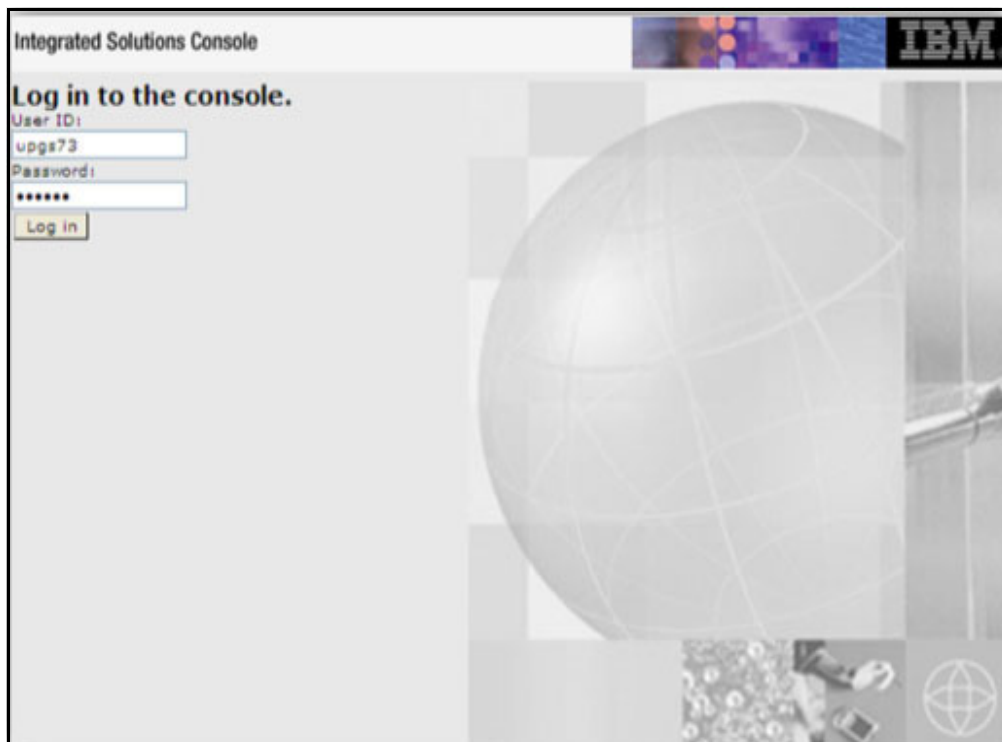 Integrated Solutions Console
IBM.
Log in to the console.
User ID:
upgs73
Password:
••••••
Log in